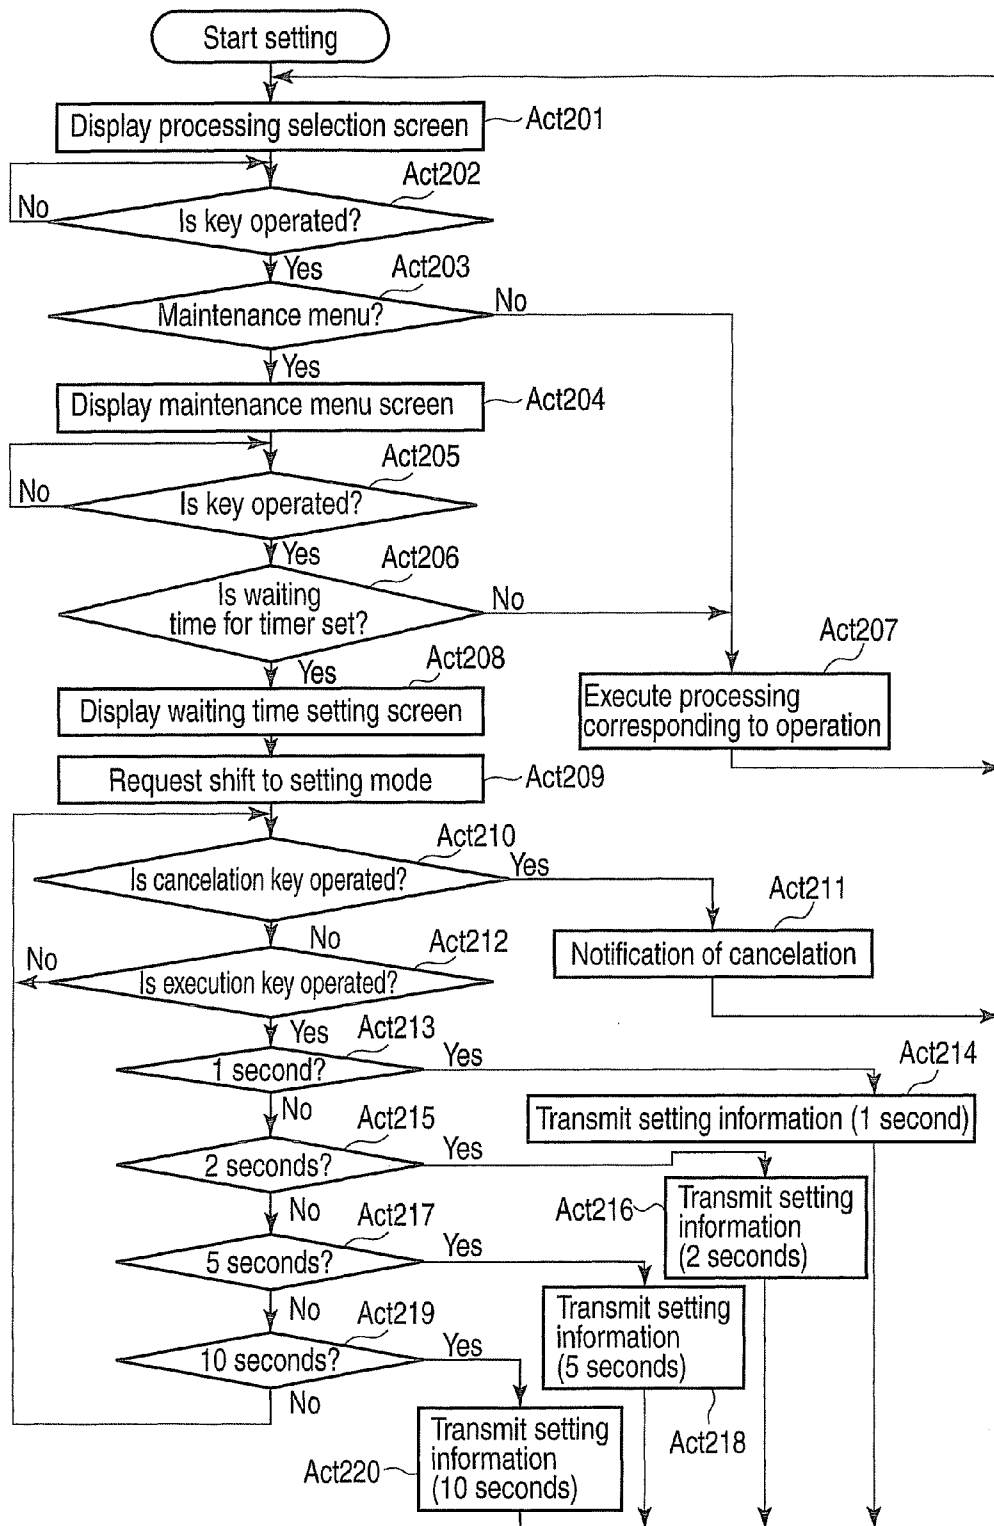 Start setting
Display processing selection screen
Act201
Act202
No
Is key operated?
Yes
Act203
Maintenance menu?
No
Yes
Display maintenance menu screen
Act204
Act205
No
Is key operated?
Yes
Act206
Is waiting
time for timer set?
No
Yes
Act208
Act207
Display waiting time setting screen
Execute processing
corresponding to operation
Request shift to setting mode
Act209
Act210
Is cancelation key operated?
Yes
Act211
No
Act212
Notification of cancelation
No
Is execution key operated?
Yes
Act213
1 second?
Yes
Act214
No
Act215
Transmit setting information (1 second)
2 seconds?
Yes
No
Act217
Act216
Transmit setting
information
(2 seconds)
5 seconds?
Yes
No
Act219
Transmit setting
information
(5 seconds)
10 seconds?
Yes
No
Act218
Transmit setting
information
(10 seconds)
Act220